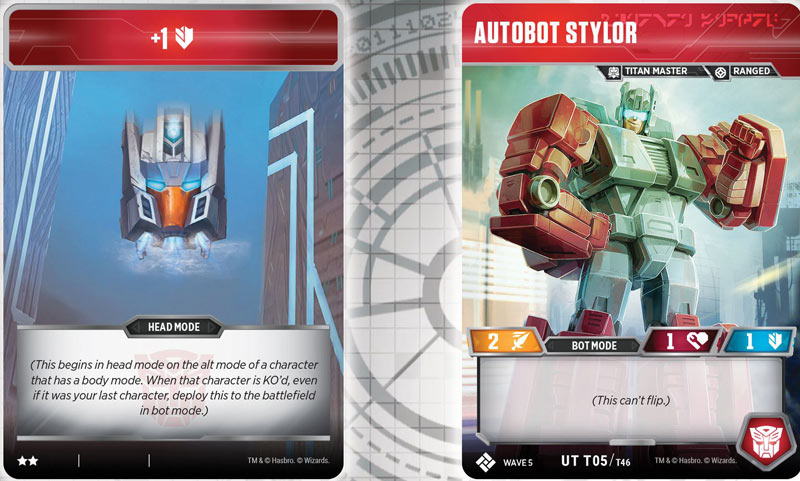 +1
HEAD MODE
(This begins in head mode on the alt mode of a character
that has a body mode. When that character is KO'd, even
if it was your last character, deploy this to the battlefield
in bot mode.)
TM & © Hasbro. © Wizards.
AUTOBOT STYLOR
TITAN MASTER
RANGED
2
BOT MODE
1
1
(This can't flip.)
WAVE 5
UT T05/T46
TM & © Hasbro. © Wizards.